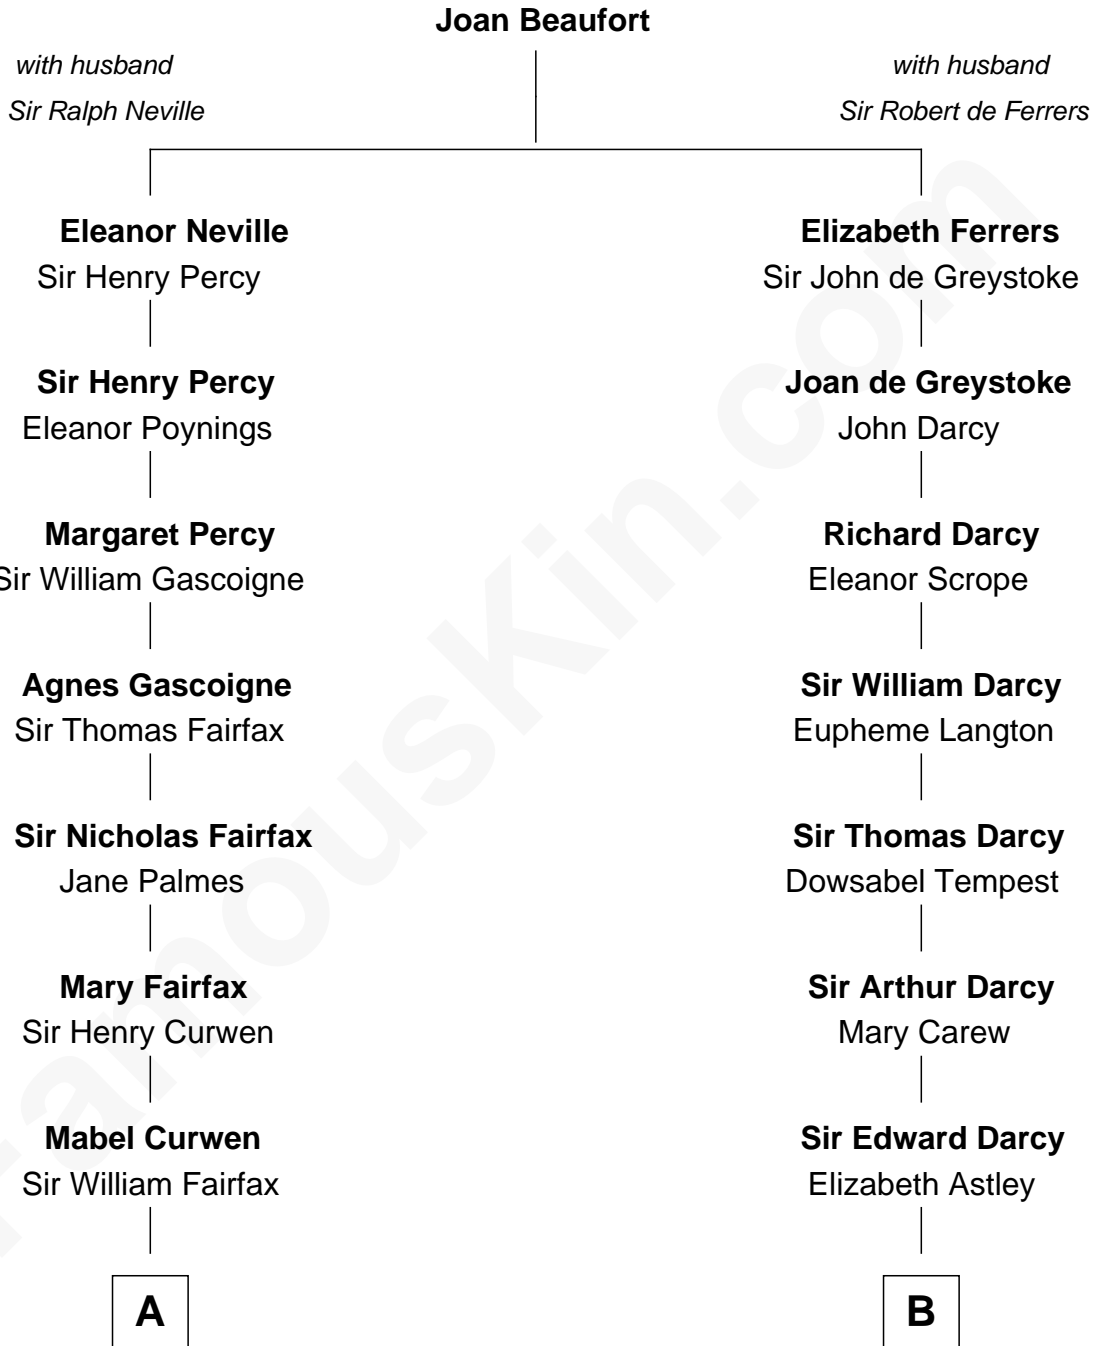 Joan Beaufort
with husband
Sir Ralph Neville
with husband
Sir Robert de Ferrers
Eleanor Neville
Sir Henry Percy
Elizabeth Ferrers
Sir John de Greystoke
Sir Henry Percy
Eleanor Poynings
Joan de Greystoke
John Darcy
Margaret Percy
Sir William Gascoigne
Richard Darcy
Eleanor Scrope
Agnes Gascoigne
Sir Thomas Fairfax
Sir William Darcy
Eupheme Langton
Sir Nicholas Fairfax
Jane Palmes
Sir Thomas Darcy
Dowsabel Tempest
Mary Fairfax
Sir Henry Curwen
Sir Arthur Darcy
Mary Carew
Mabel Curwen
Sir William Fairfax
Sir Edward Darcy
Elizabeth Astley
A
B
FamousKin.com